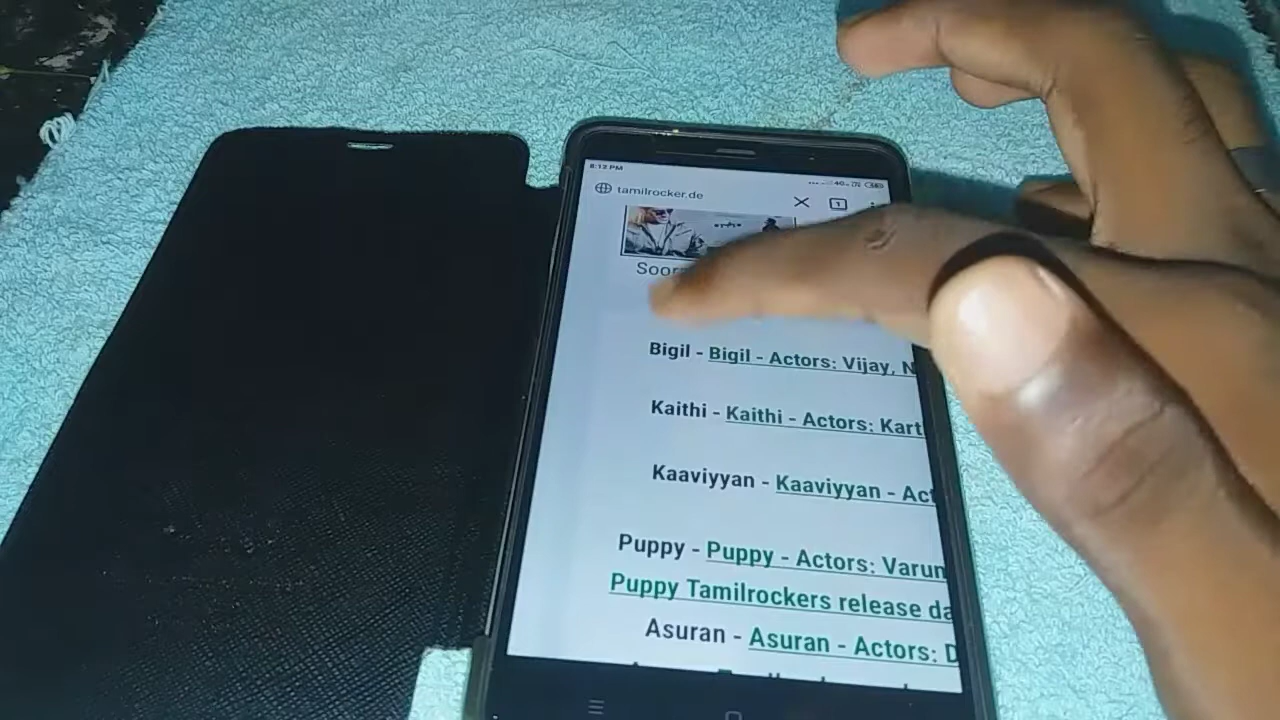 8:12 PM
tamilrocker.de
1
Bigil - Bigil - Actors: Vijay, N
Kaithi - Kaithi - Actors: Kart
Kaaviyyan - Kaaviyyan - Act
Puppy - Puppy - Actors: Varun
Puppy Tamilrockers release da
Asuran - Asuran - Actors: D